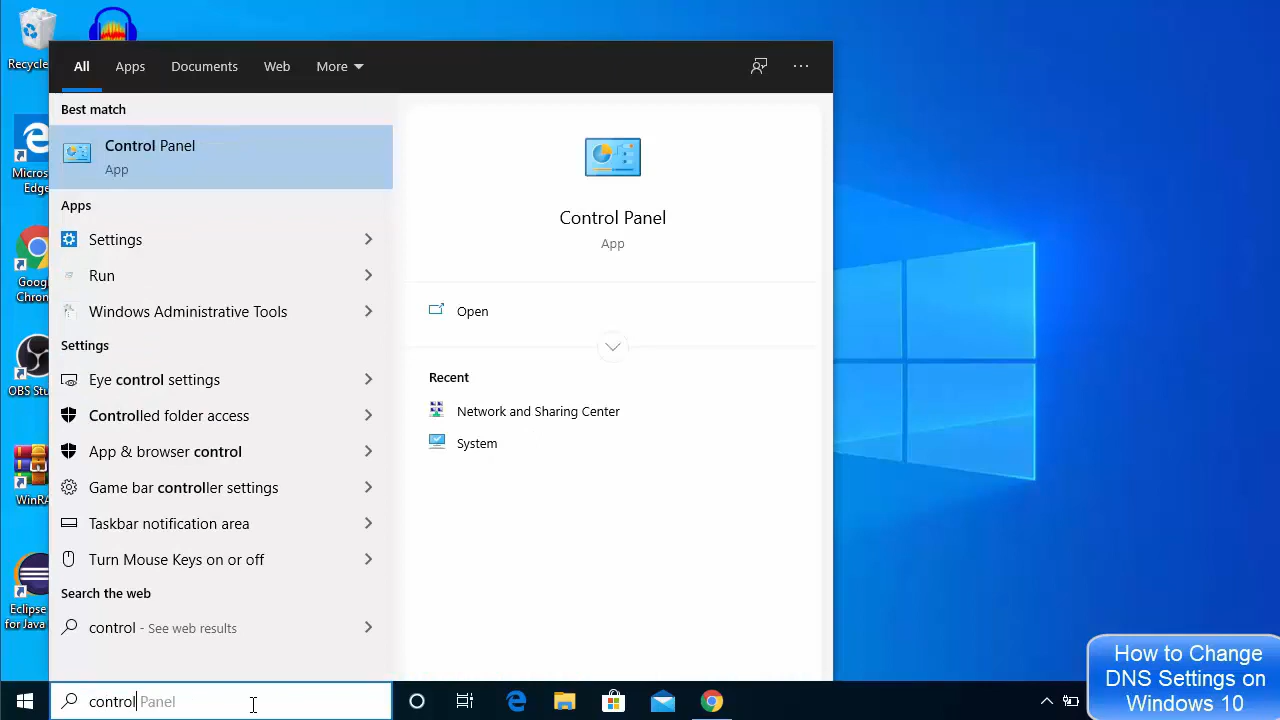 Recycle
Micros
Edge
Goog
Chron
OBS Stu
WinRA
Eclipse
for Java
All
Apps
Documents
Web
More
Best match
Control Panel
App
Apps
Settings
Run
Windows Administrative Tools
Settings
Eye control settings
Controlled folder access
App & browser control
Game bar controller settings
Taskbar notification area
Turn Mouse Keys on or off
Search the web
control - See web results
control Panel
Control Panel
App
Open
Recent
Network and Sharing Center
System
How to Change
DNS Settings on
Windows 10